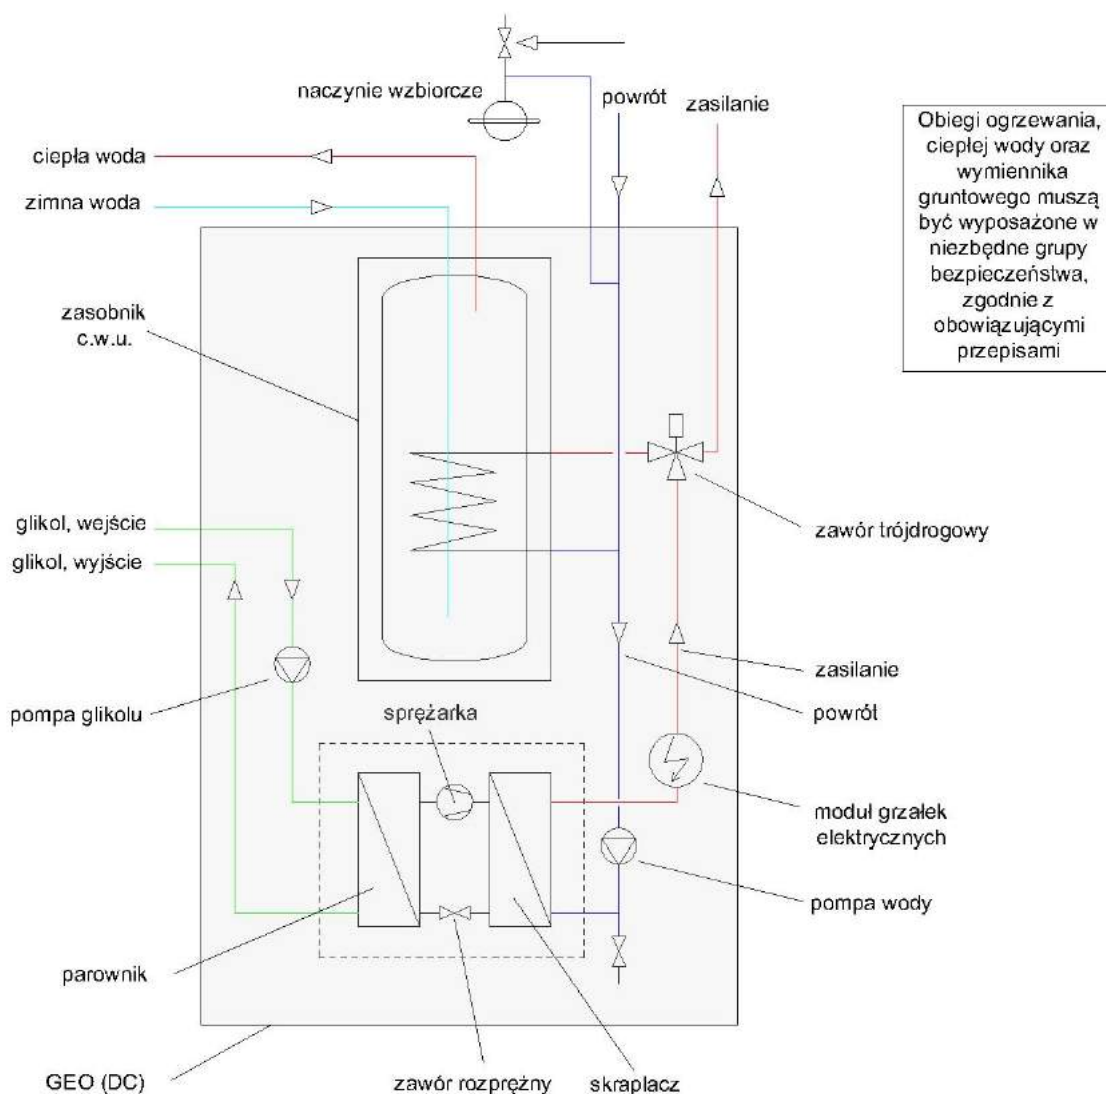 naczynie wzbiorcze
powrót
zasilanie
Obiegi ogrzewania,
ciepłej wody oraz
wymiennika
gruntowego muszą
być wyposażone w
niezbędne grupy
bezpieczeństwa,
zgodnie z
obowiązującymi
przepisami
ciepła woda
zimna woda
zasobnik
c.w.u.
glikol, wejście
glikol, wyjście
zawór trójdrogowy
zasilanie
powrót
pompa glikolu
sprężarka
moduł grzałek
elektrycznych
pompa wody
parownik
GEO (DC)
zawór rozprężny
skraplacz